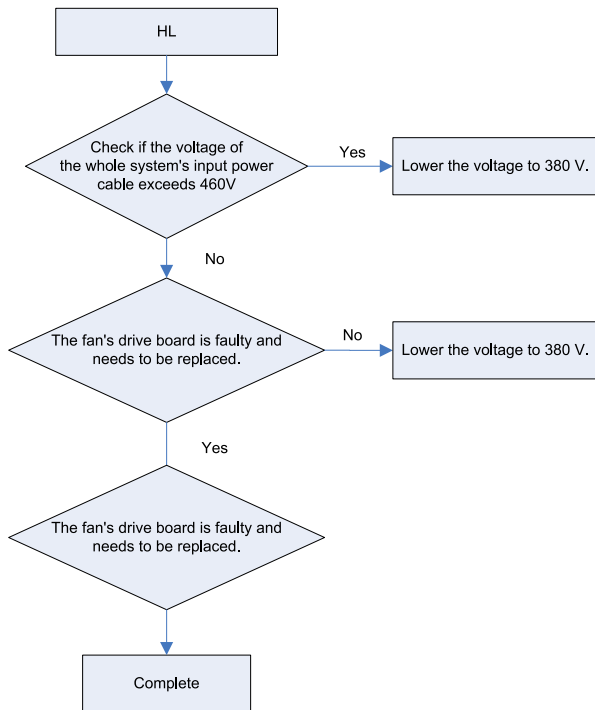 HL
Check if the voltage of
the whole system's input power
cable exceeds 460V
Yes
Lower the voltage to 380 V.
No
The fan's drive board is faulty and
needs to be replaced.
No
Lower the voltage to 380 V.
Yes
The fan's drive board is faulty and
needs to be replaced.
Complete